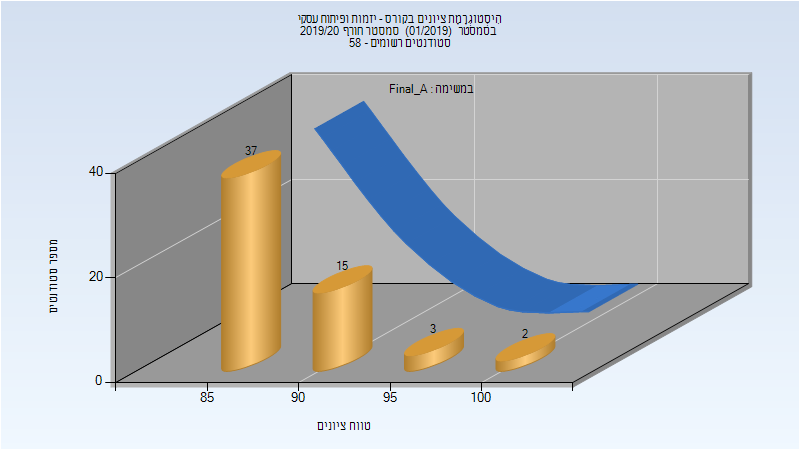 היסטוגרמת ציונים בקורס - יזמות ופיתוח עסקי
בסמסטר (01/2019) סמסטר חורף 2019/20
סטודנטים רשומים - 58
במשימה : Final_A
37
15
3
2
40
20
0
מספר סטודנטים
85 90 95 100
טווח ציונים